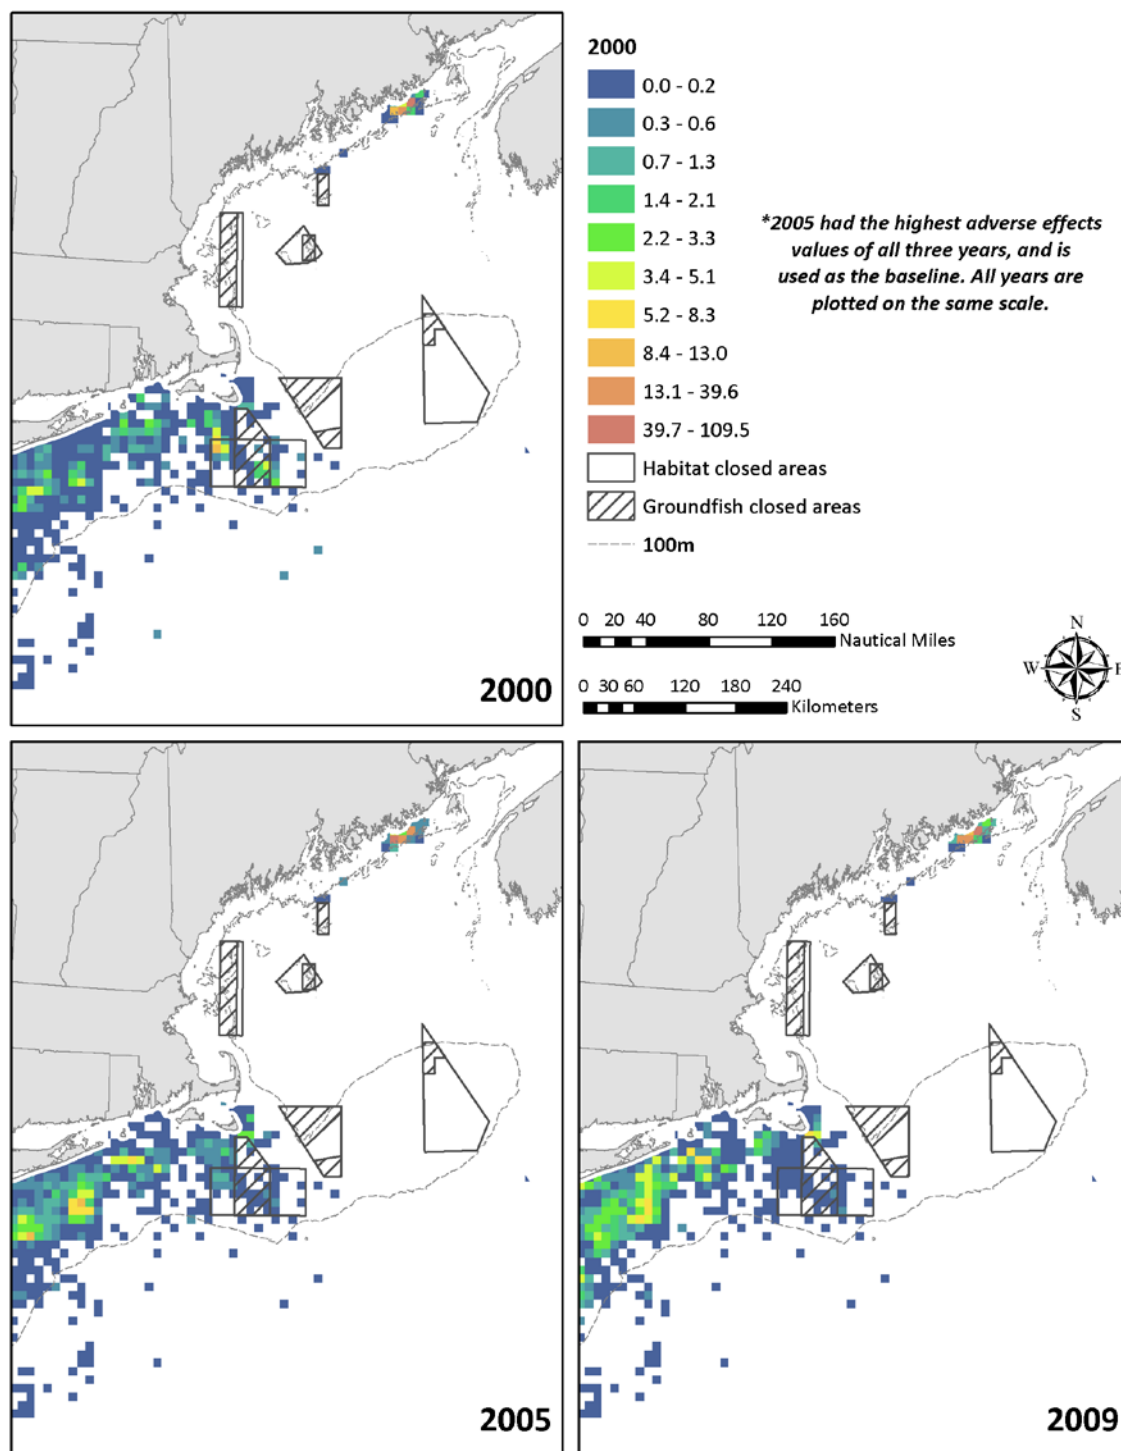 2000
0.0 - 0.2
0.3 - 0.6
0.7 - 1.3
1.4 - 2.1
2.2 - 3.3
3.4 - 5.1
5.2 - 8.3
8.4 - 13.0
13.1 - 39.6
39.7 - 109.5
Habitat closed areas
Groundfish closed areas
100m
*2005 had the highest adverse effects
values of all three years, and is
used as the baseline. All years are
plotted on the same scale.
0 20 40 80 120 160
Nautical Miles
0 30 60 120 180 240
Kilometers
N
W E
S
2000
2005
2009